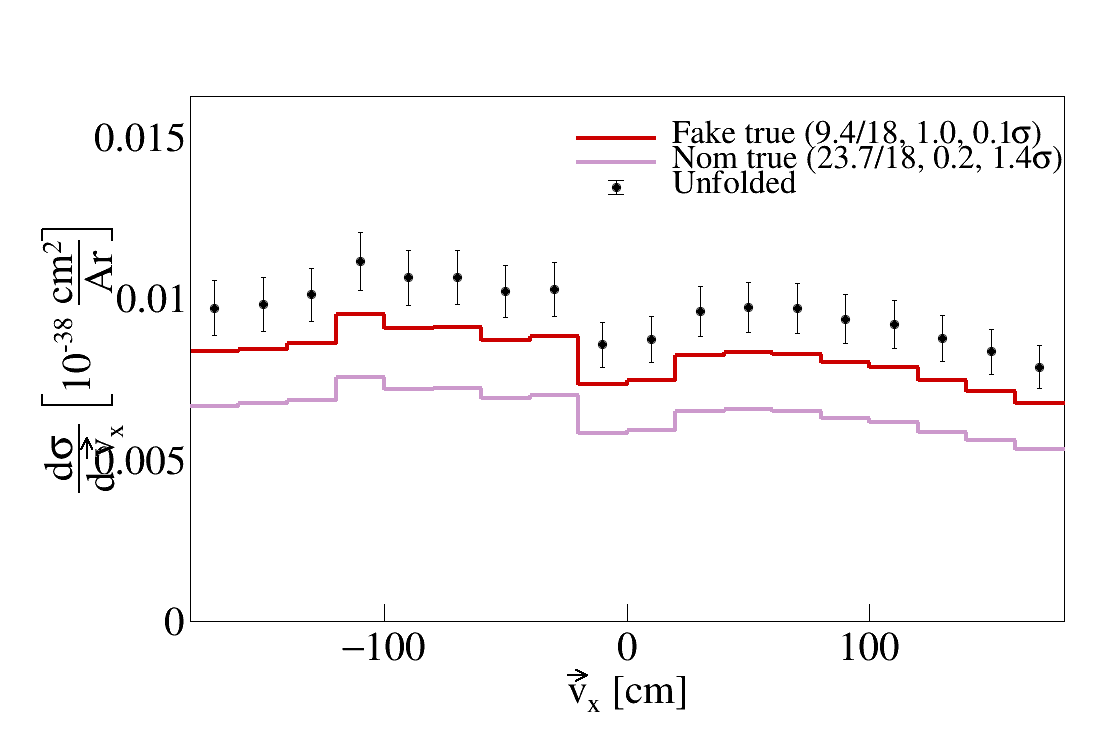 Fake true (9.4/18, 1.0, 0.1σ)
Nom true (23.7/18, 0.2, 1.4σ)
Unfolded
0.015
0.01
0.005
0
dσ/dv⃗ₓ [10⁻³⁸ cm²/Ar]
−100 0 100
v⃗ₓ [cm]